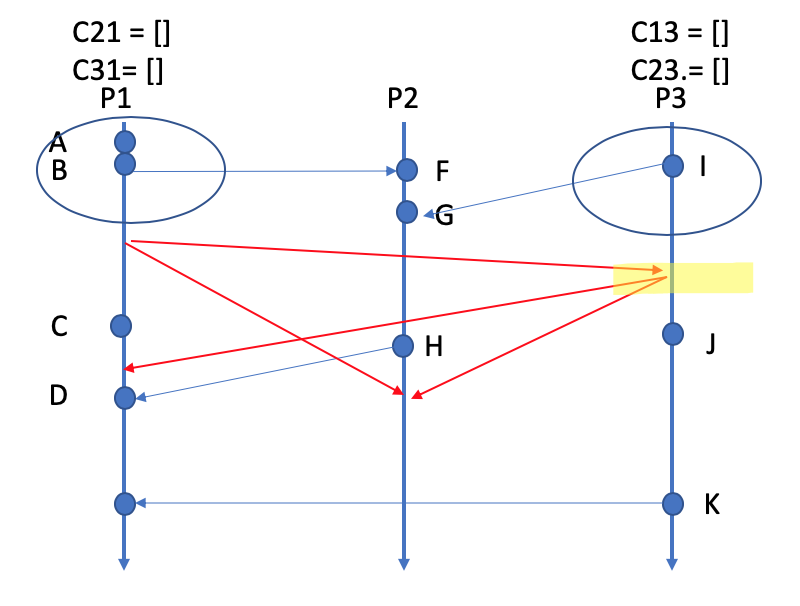 C21 = []
C13 = []
C31= []
C23.= []
P1
P2
P3
A
B
F
I
G
C
H
J
D
K